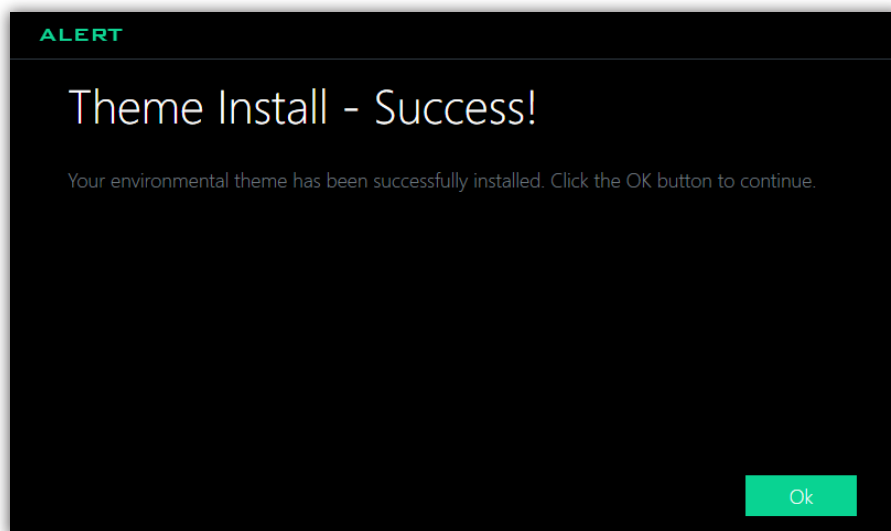 ALERT
Theme Install - Success!
Your environmental theme has been successfully installed. Click the OK button to continue.
Ok